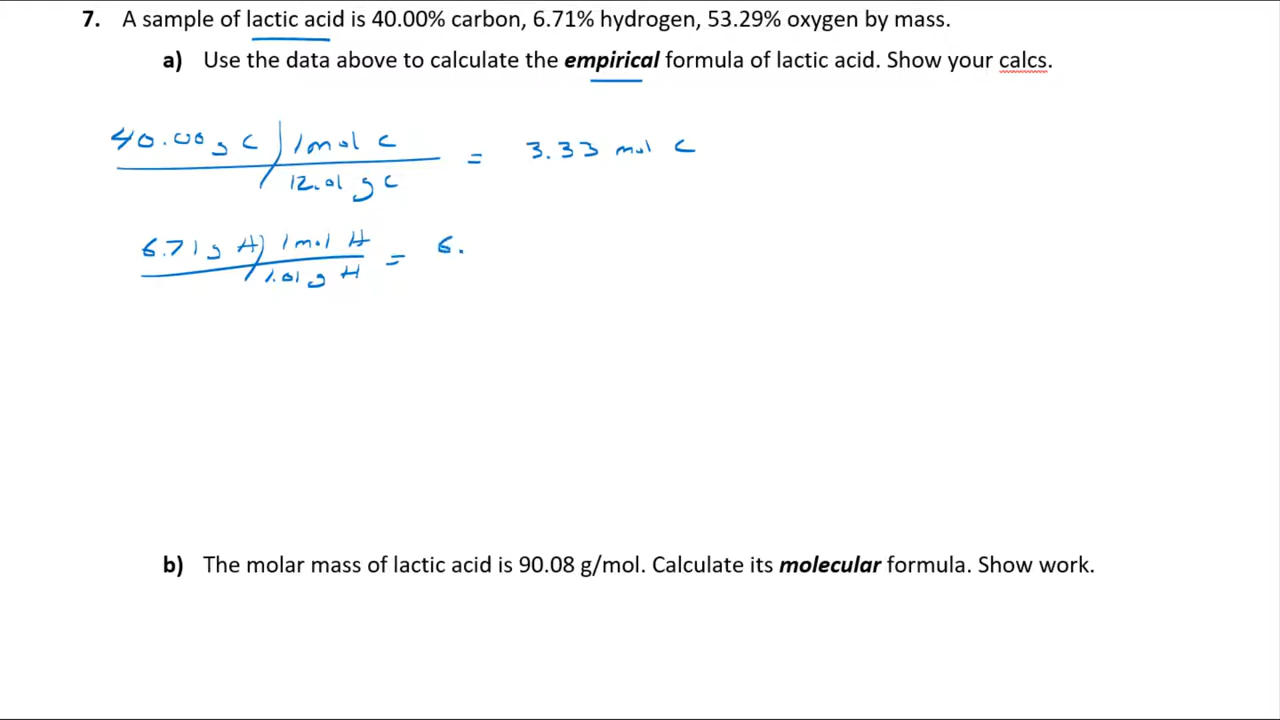 7. A sample of lactic acid is 40.00% carbon, 6.71% hydrogen, 53.29% oxygen by mass.
a) Use the data above to calculate the empirical formula of lactic acid. Show your calcs.
40.00 g C | 1 mol C
12.01 g C
= 3.33 mol C
6.71 g H | 1 mol H
1.01 g H
= 6.
b) The molar mass of lactic acid is 90.08 g/mol. Calculate its molecular formula. Show work.